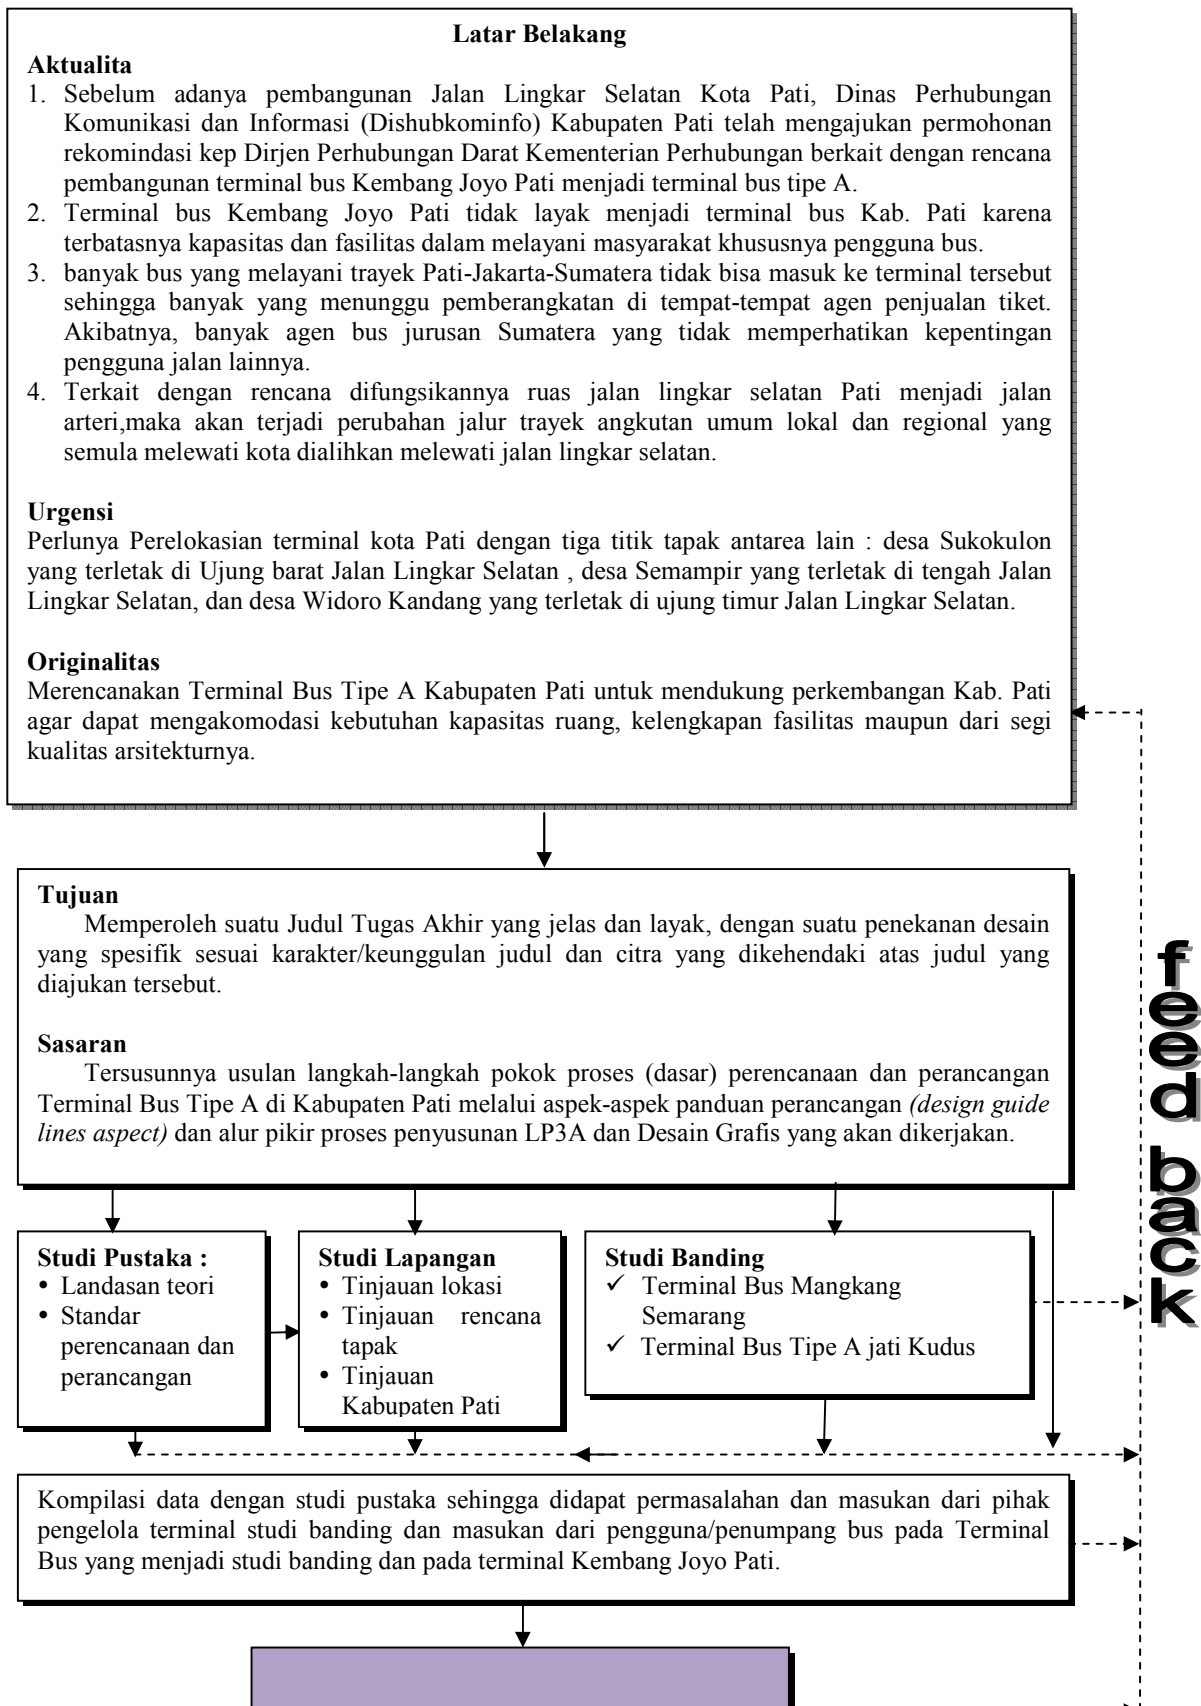 Latar Belakang
Aktualita
1. Sebelum adanya pembangunan Jalan Lingkar Selatan Kota Pati, Dinas Perhubungan
Komunikasi dan Informasi (Dishubkominfo) Kabupaten Pati telah mengajukan permohonan
rekomindasi kep Dirjen Perhubungan Darat Kementerian Perhubungan berkait dengan rencana
pembangunan terminal bus Kembang Joyo Pati menjadi terminal bus tipe A.
2. Terminal bus Kembang Joyo Pati tidak layak menjadi terminal bus Kab. Pati karena
terbatasnya kapasitas dan fasilitas dalam melayani masyarakat khususnya pengguna bus.
3. banyak bus yang melayani trayek Pati-Jakarta-Sumatera tidak bisa masuk ke terminal tersebut
sehingga banyak yang menunggu pemberangkatan di tempat-tempat agen penjualan tiket.
Akibatnya, banyak agen bus jurusan Sumatera yang tidak memperhatikan kepentingan
pengguna jalan lainnya.
4. Terkait dengan rencana difungsikannya ruas jalan lingkar selatan Pati menjadi jalan
arteri,maka akan terjadi perubahan jalur trayek angkutan umum lokal dan regional yang
semula melewati kota dialihkan melewati jalan lingkar selatan.
Urgensi
Perlunya Perelokasian terminal kota Pati dengan tiga titik tapak antarea lain : desa Sukokulon
yang terletak di Ujung barat Jalan Lingkar Selatan , desa Semampir yang terletak di tengah Jalan
Lingkar Selatan, dan desa Widoro Kandang yang terletak di ujung timur Jalan Lingkar Selatan.
Originalitas
Merencanakan Terminal Bus Tipe A Kabupaten Pati untuk mendukung perkembangan Kab. Pati
agar dapat mengakomodasi kebutuhan kapasitas ruang, kelengkapan fasilitas maupun dari segi
kualitas arsitekturnya.
Tujuan
Memperoleh suatu Judul Tugas Akhir yang jelas dan layak, dengan suatu penekanan desain
yang spesifik sesuai karakter/keunggulan judul dan citra yang dikehendaki atas judul yang
diajukan tersebut.
Sasaran
Tersusunnya usulan langkah-langkah pokok proses (dasar) perencanaan dan perancangan
Terminal Bus Tipe A di Kabupaten Pati melalui aspek-aspek panduan perancangan (design guide
lines aspect) dan alur pikir proses penyusunan LP3A dan Desain Grafis yang akan dikerjakan.
feed back
Studi Pustaka :
• Landasan teori
• Standar
perencanaan dan
perancangan
Studi Lapangan
• Tinjauan lokasi
• Tinjauan rencana
tapak
• Tinjauan
Kabupaten Pati
Studi Banding
✓ Terminal Bus Mangkang
Semarang
✓ Terminal Bus Tipe A jati Kudus
Kompilasi data dengan studi pustaka sehingga didapat permasalahan dan masukan dari pihak
pengelola terminal studi banding dan masukan dari pengguna/penumpang bus pada Terminal
Bus yang menjadi studi banding dan pada terminal Kembang Joyo Pati.